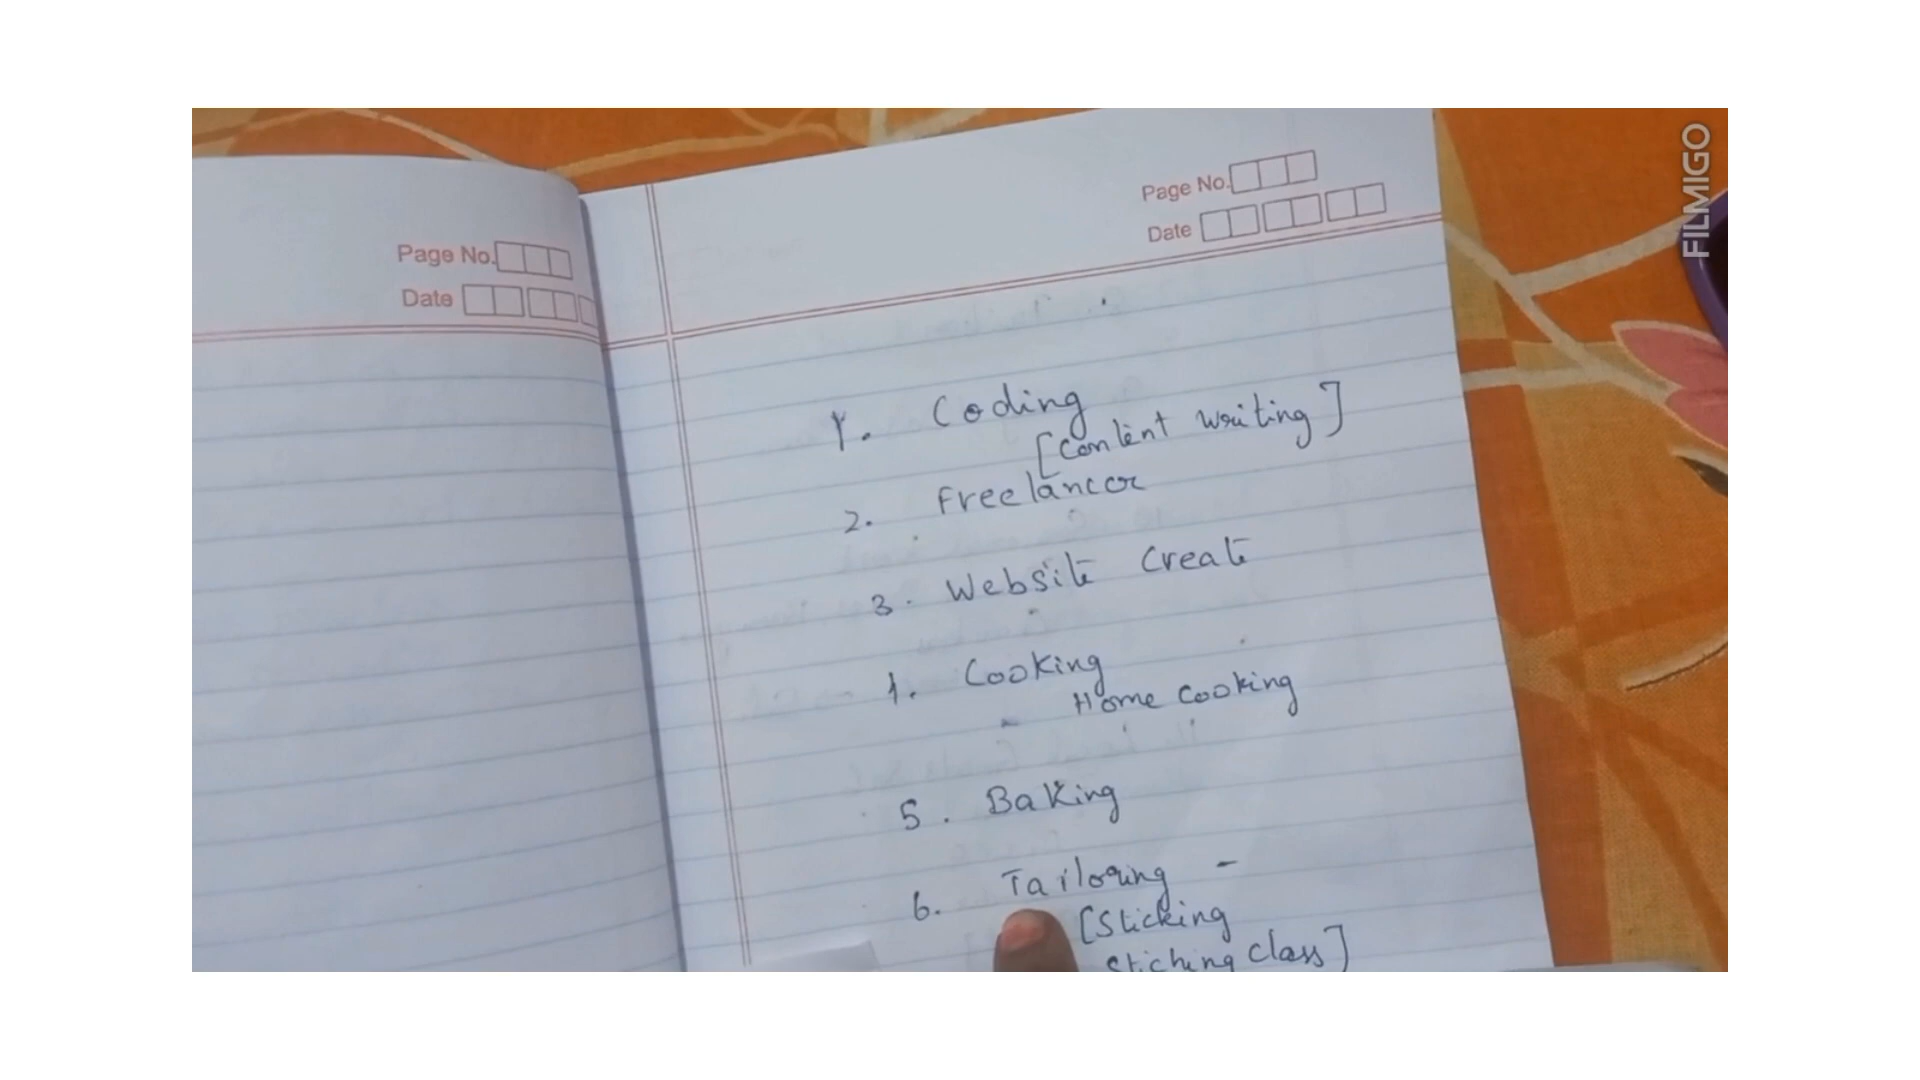 Page No.
Date
Page No.
Date
1. Coding
[Content writing]
2. Freelancer
3. Website Create
1. Cooking
- Home cooking
5. Baking
6. Tailoring -
[Sticking
stiching class]
FILMIGO